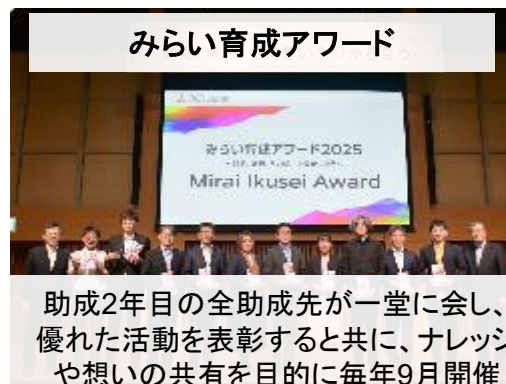 みらい育成アワード
みらい育成アワード2025
Mirai Ikusei Award
助成2年目の全助成先が一堂に会し、
優れた活動を表彰すると共に、ナレッジ
や想いの共有を目的に毎年9月開催